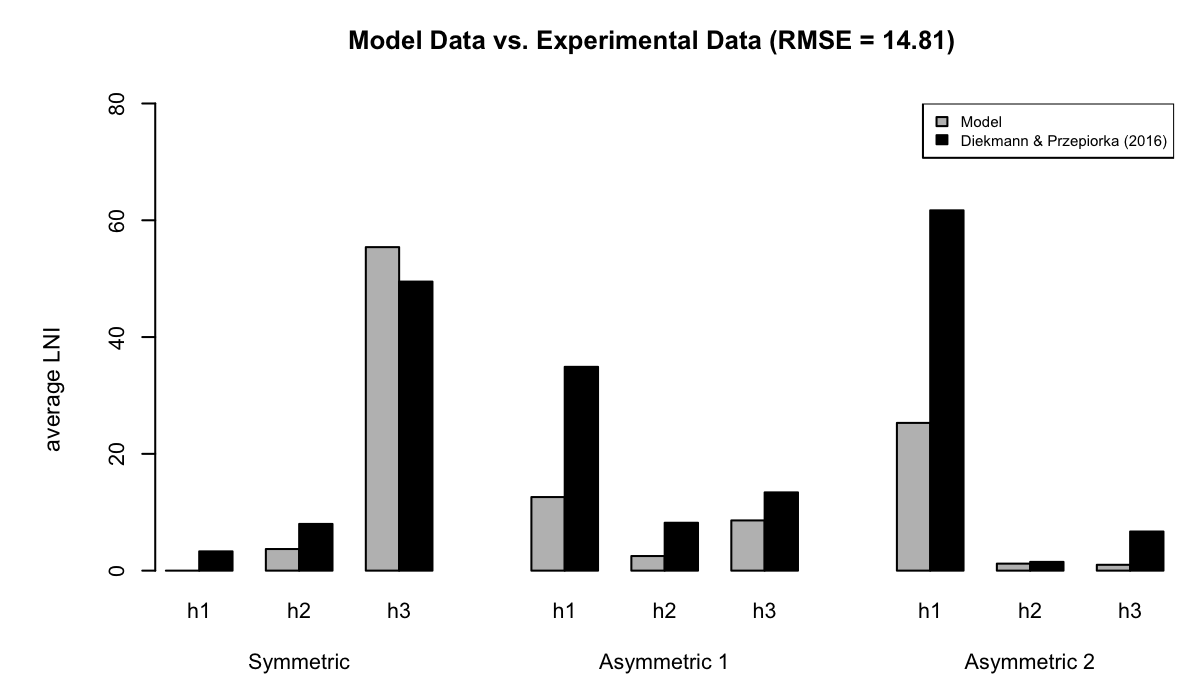 Model Data vs. Experimental Data (RMSE = 14.81)
Model
Diekmann & Przepiorka (2016)
average LNI
80
60
40
20
0
h1 h2 h3 h1 h2 h3 h1 h2 h3
Symmetric Asymmetric 1 Asymmetric 2